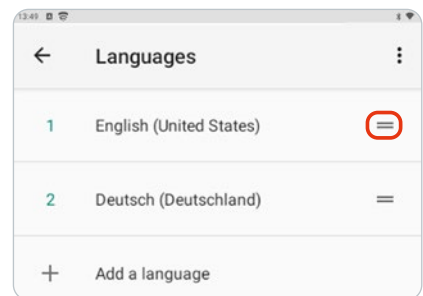 13:49
Languages
1 English (United States)
2 Deutsch (Deutschland)
Add a language